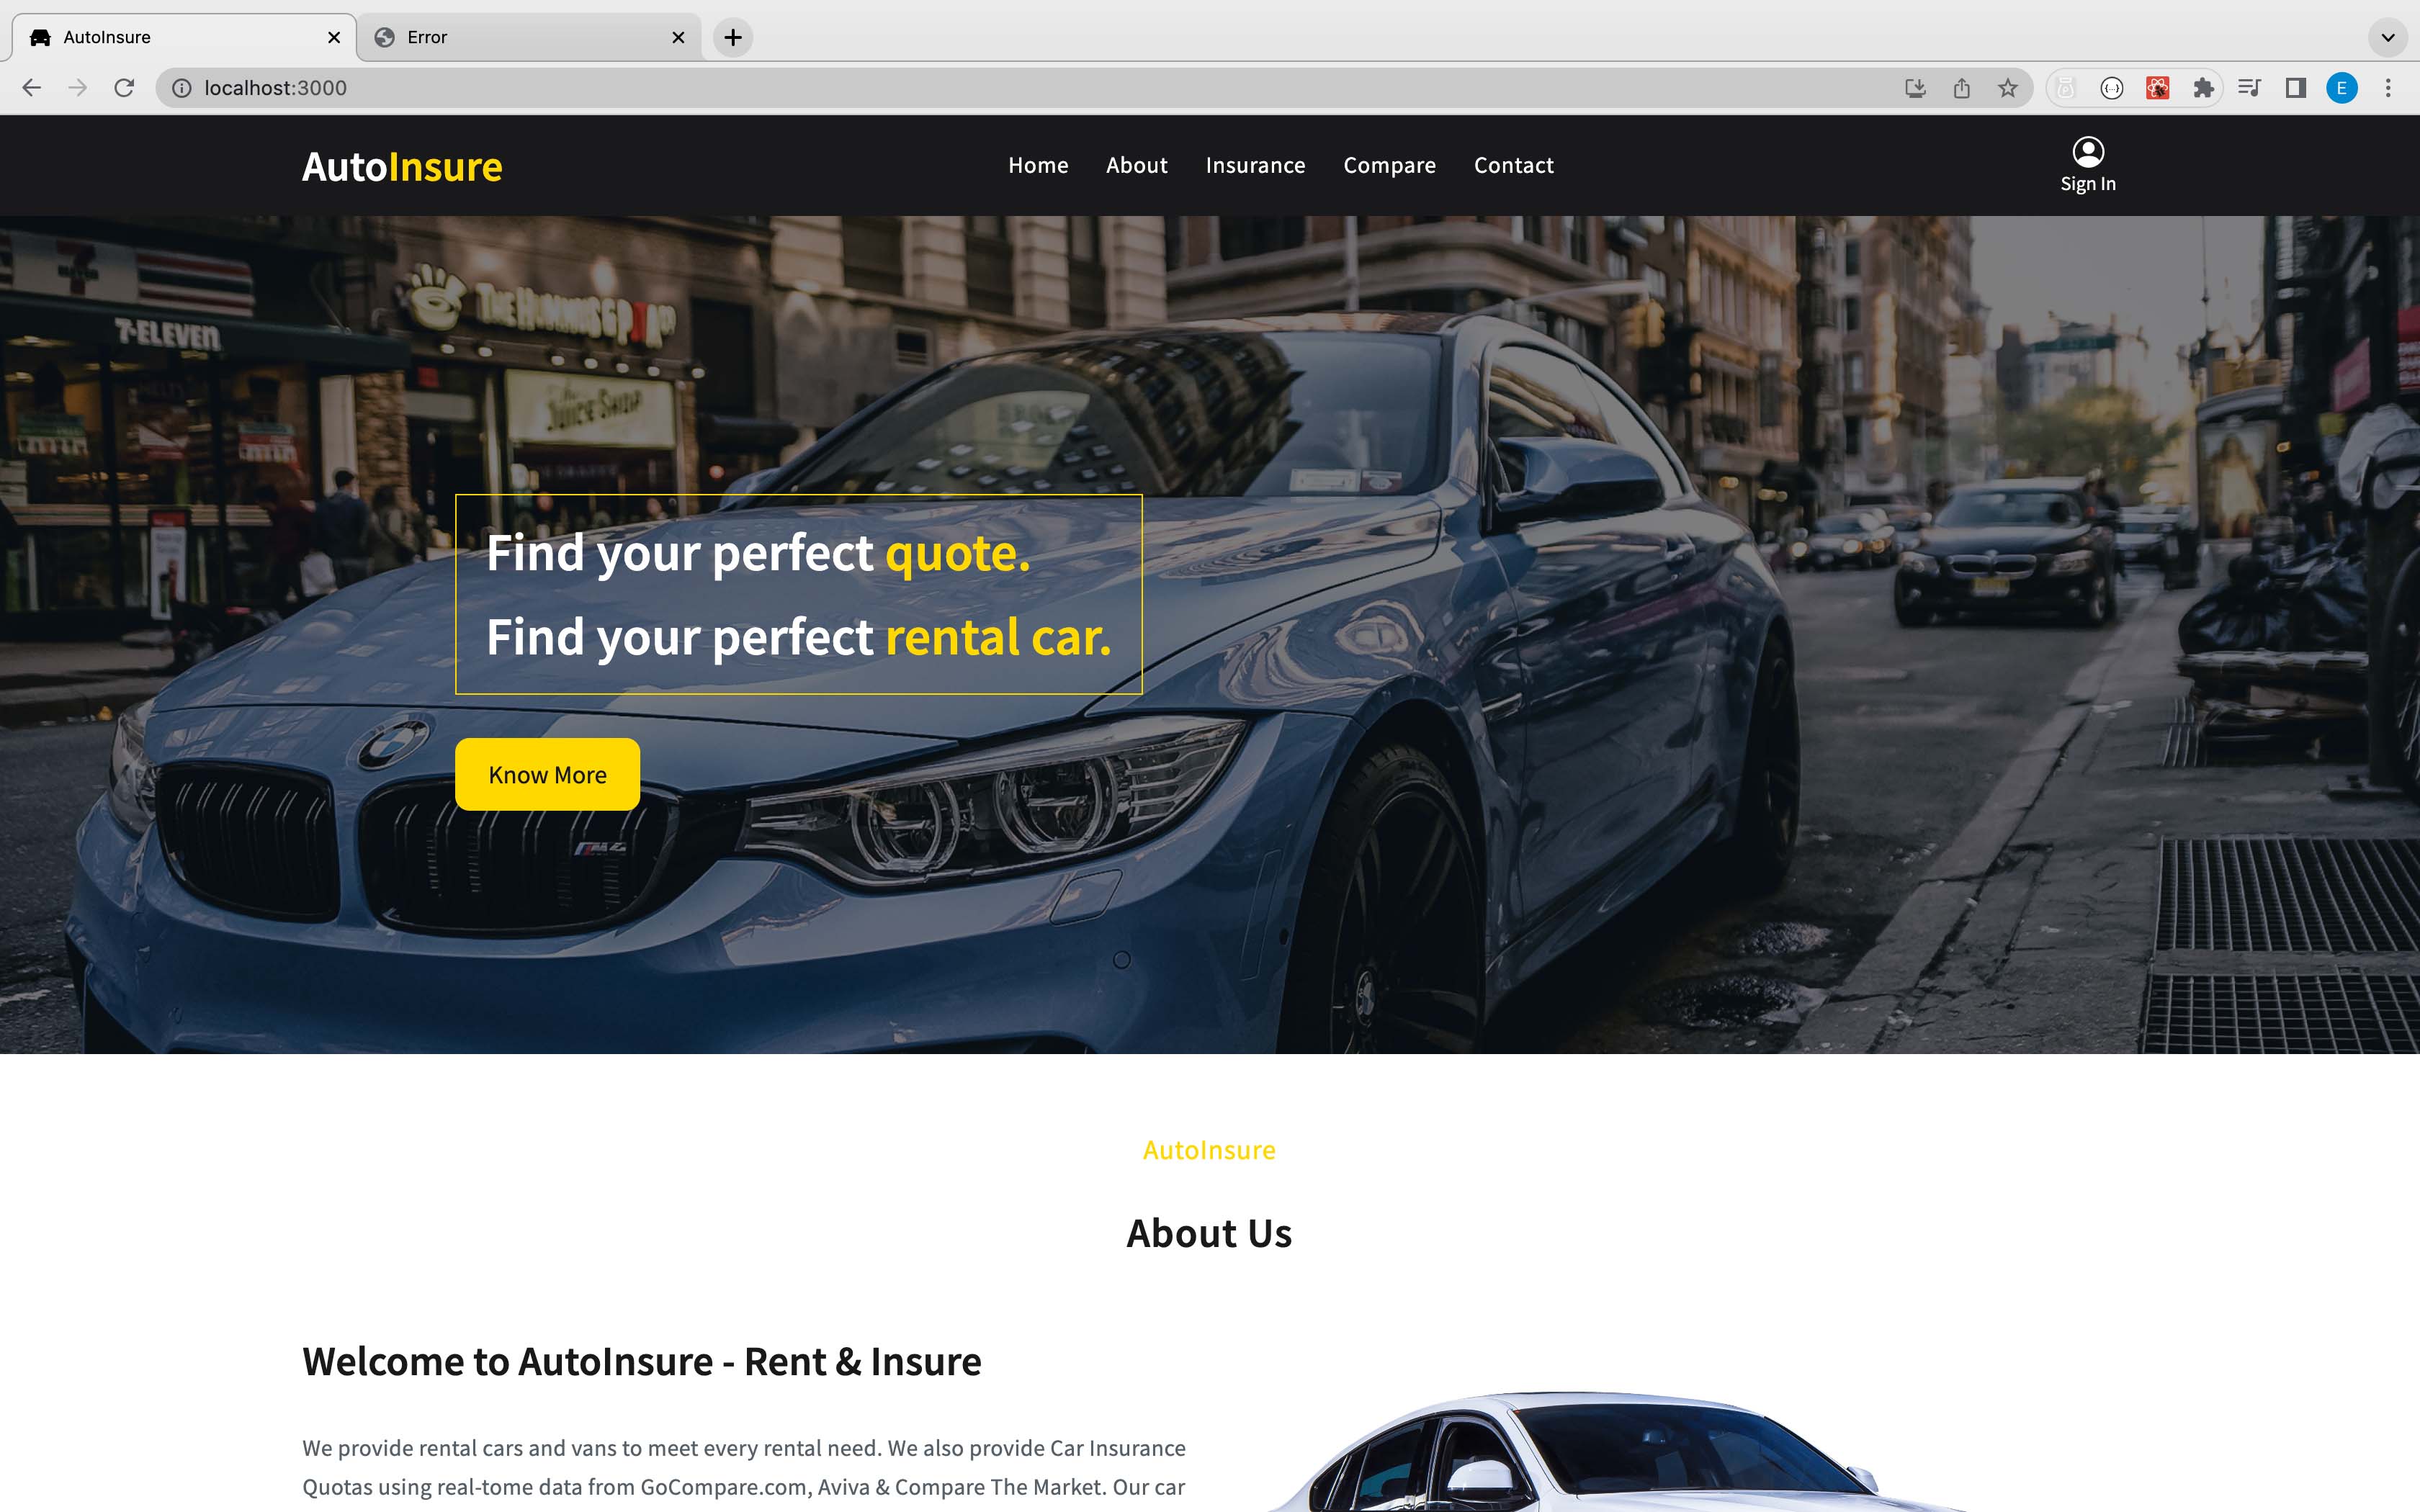 AutoInsure
Error
localhost:3000
E
AutoInsure
Home About Insurance Compare Contact
Sign In
7-ELEVEN
Juice Shop
Find your perfect quote.
Find your perfect rental car.
Know More
AutoInsure
About Us
Welcome to AutoInsure - Rent & Insure
We provide rental cars and vans to meet every rental need. We also provide Car Insurance
Quotas using real-tome data from GoCompare.com, Aviva & Compare The Market. Our car